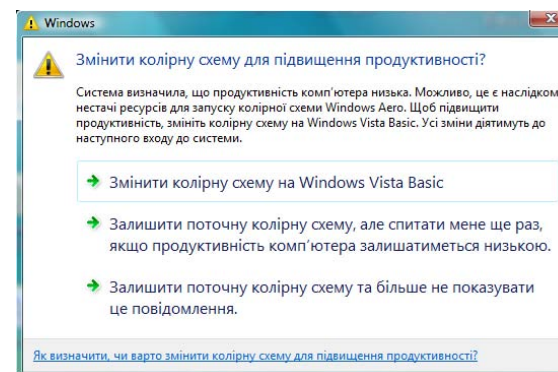 Windows
Змінити колірну схему для підвищення продуктивності?
Система визначила, що продуктивність комп'ютера низька. Можливо, це є наслідком
нестачі ресурсів для запуску колірної схеми Windows Aero. Щоб підвищити
продуктивність, змініть колірну схему на Windows Vista Basic. Усі зміни діятимуть до
наступного входу до системи.
Змінити колірну схему на Windows Vista Basic
Залишити поточну колірну схему, але спитати мене ще раз,
якщо продуктивність комп'ютера залишатиметься низькою.
Залишити поточну колірну схему та більше не показувати
це повідомлення.
Як визначити, чи варто змінити колірну схему для підвищення продуктивності?